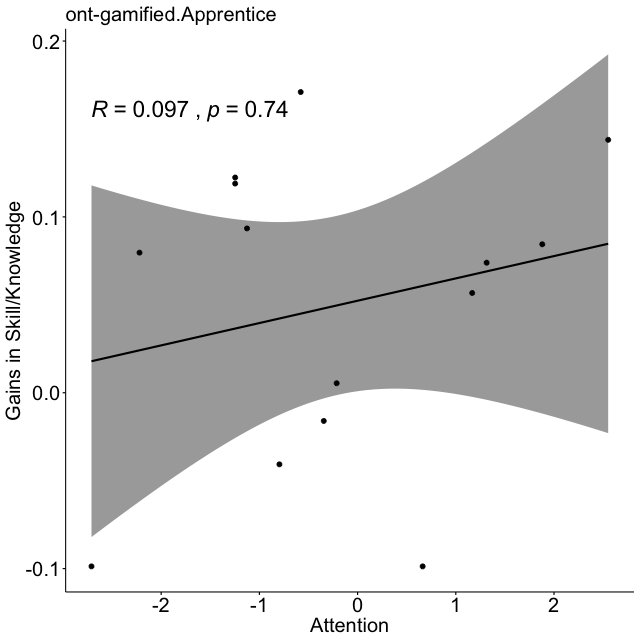 ont-gamified.Apprentice
0.2
R = 0.097 , p = 0.74
0.1
0.0
-0.1
Gains in Skill/Knowledge
-2 -1 0 1 2
Attention